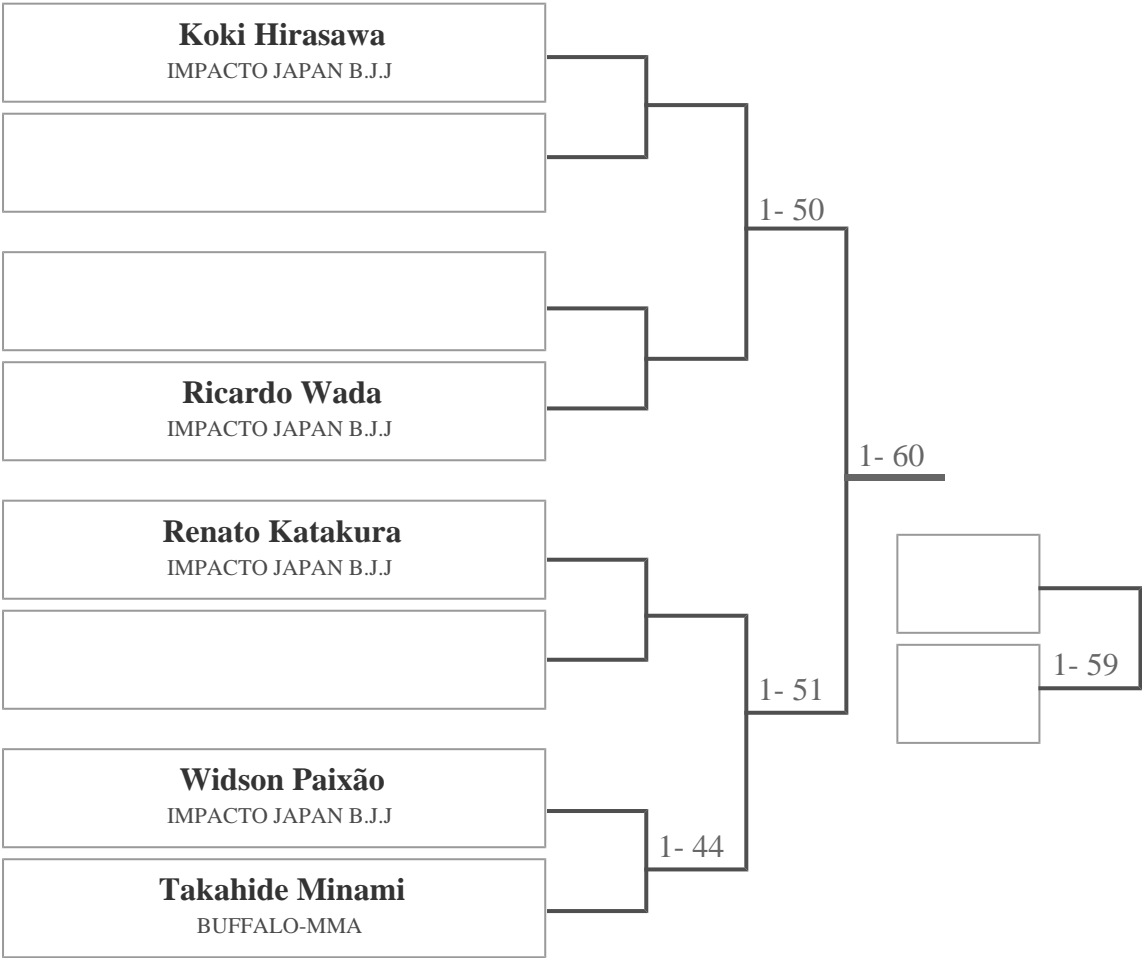 Koki Hirasawa
IMPACTO JAPAN B.J.J
1- 50
Ricardo Wada
IMPACTO JAPAN B.J.J
1- 60
Renato Katakura
IMPACTO JAPAN B.J.J
1- 59
1- 51
Widson Paixão
IMPACTO JAPAN B.J.J
1- 44
Takahide Minami
BUFFALO-MMA